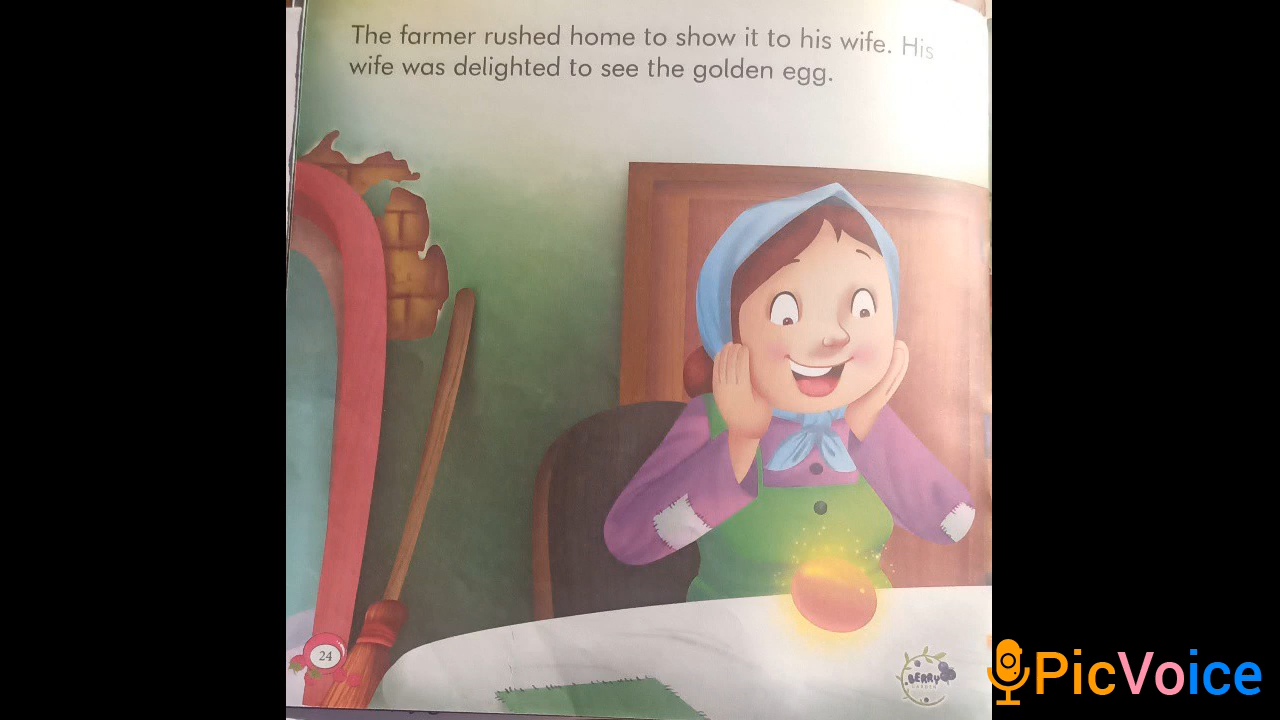 The farmer rushed home to show it to his wife. His
wife was delighted to see the golden egg.
24
BERRY
GARDEN
PicVoice